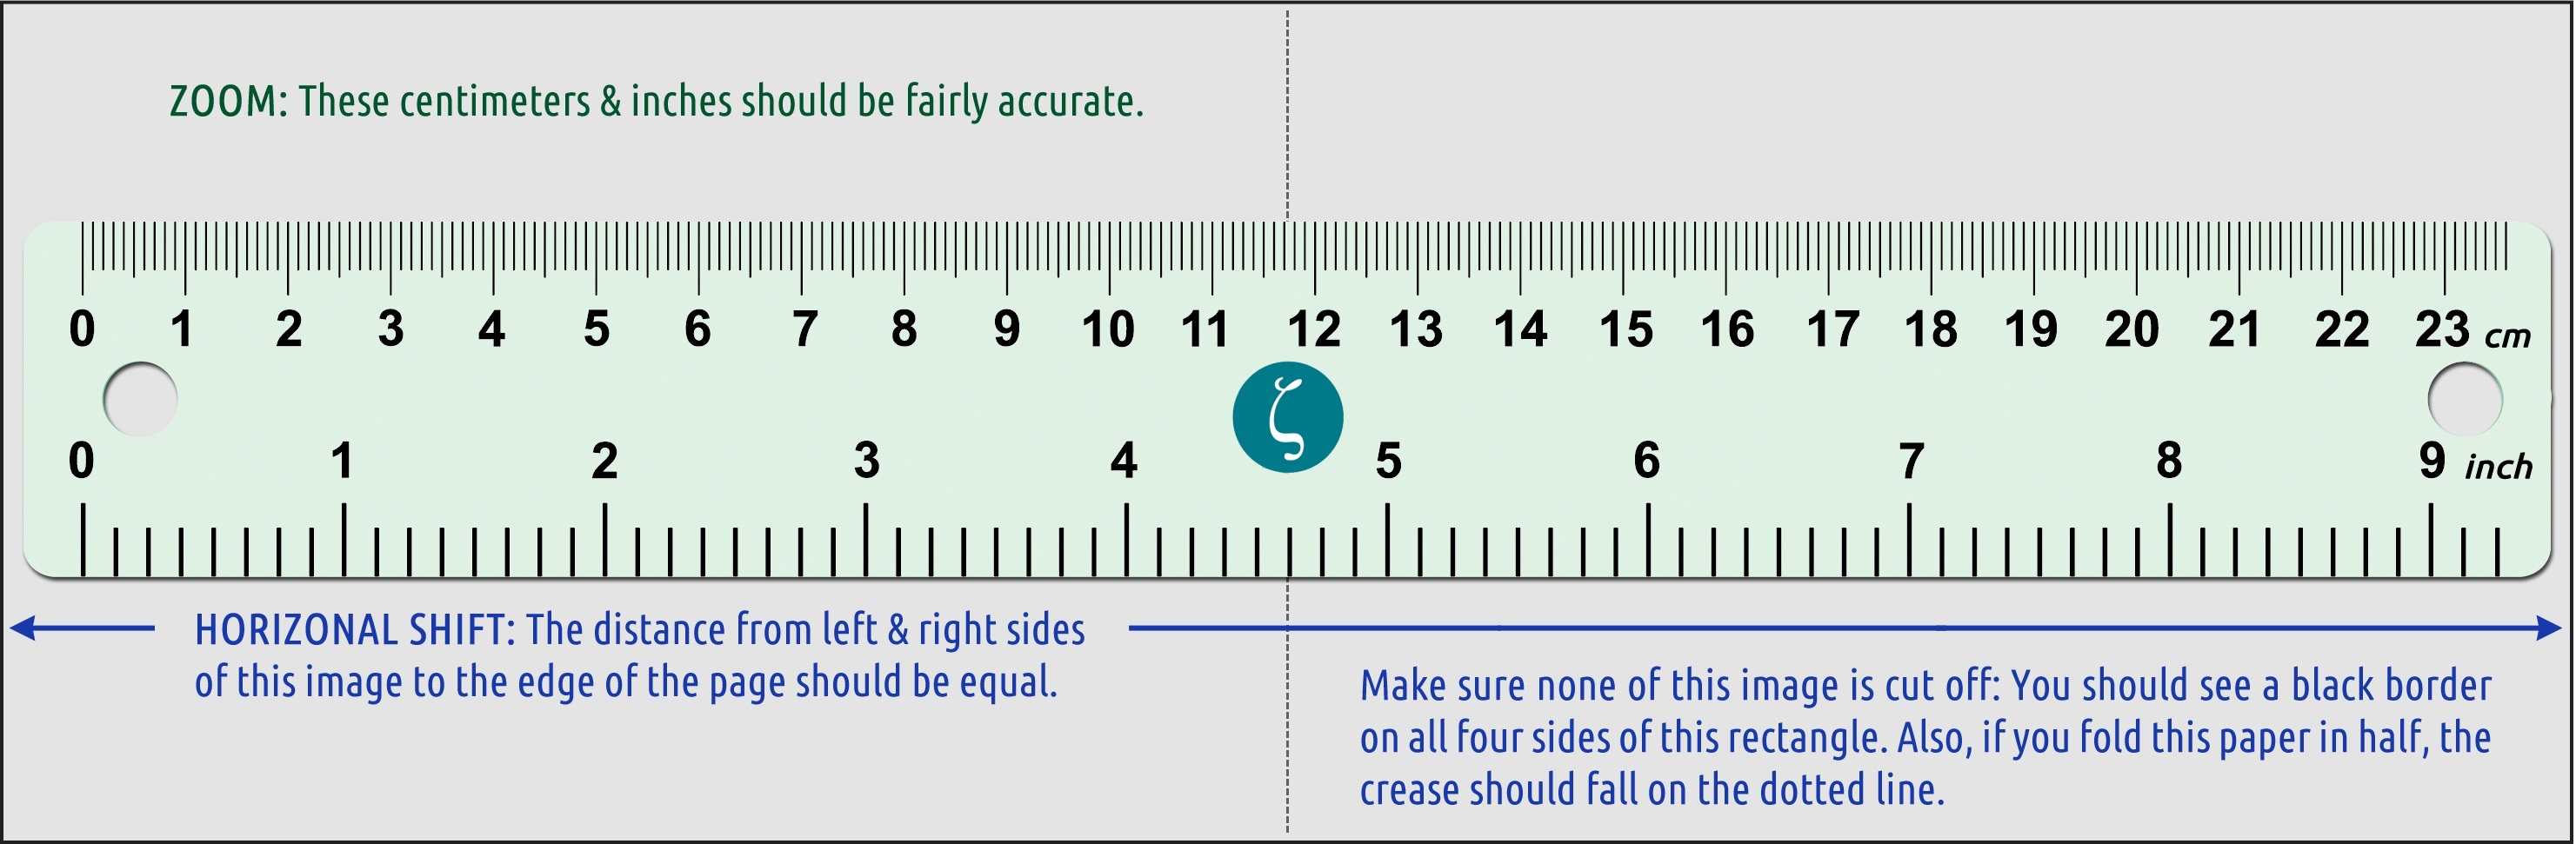 ZOOM: These centimeters & inches should be fairly accurate.
0 1 2 3 4 5 6 7 8 9 10 11 12 13 14 15 16 17 18 19 20 21 22 23 cm
ζ
0 1 2 3 4 5 6 7 8 9 inch
HORIZONAL SHIFT: The distance from left & right sides
of this image to the edge of the page should be equal.
Make sure none of this image is cut off: You should see a black border
on all four sides of this rectangle. Also, if you fold this paper in half, the
crease should fall on the dotted line.